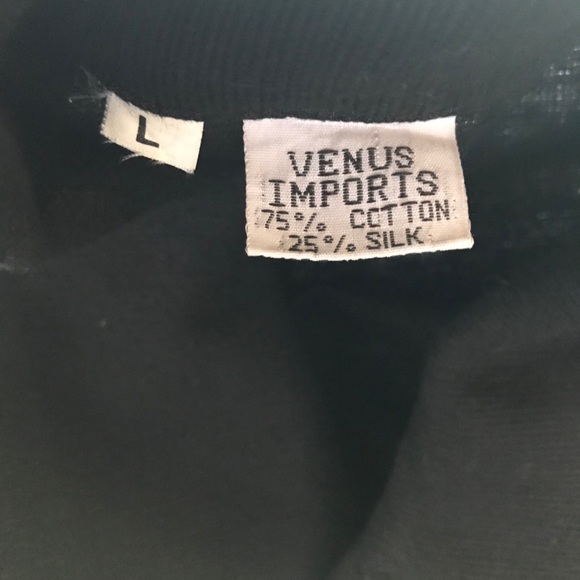 L
VENUS
IMPORTS
75% COTTON
25% SILK